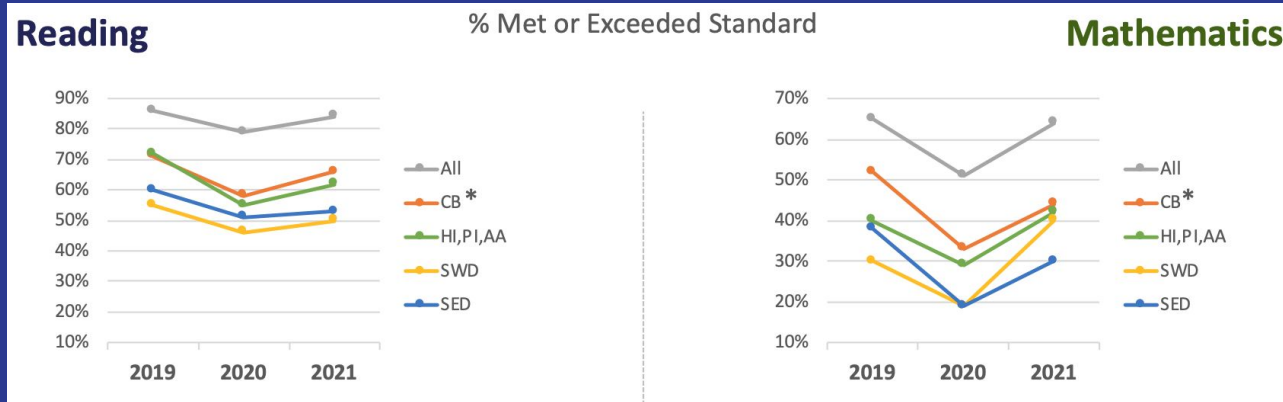 Reading
% Met or Exceeded Standard
Mathematics
90%
80%
70%
60%
50%
40%
30%
20%
10%
2019 2020 2021
All
CB *
HI,PI,AA
SWD
SED
70%
60%
50%
40%
30%
20%
10%
2019 2020 2021
All
CB*
HI,PI,AA
SWD
SED